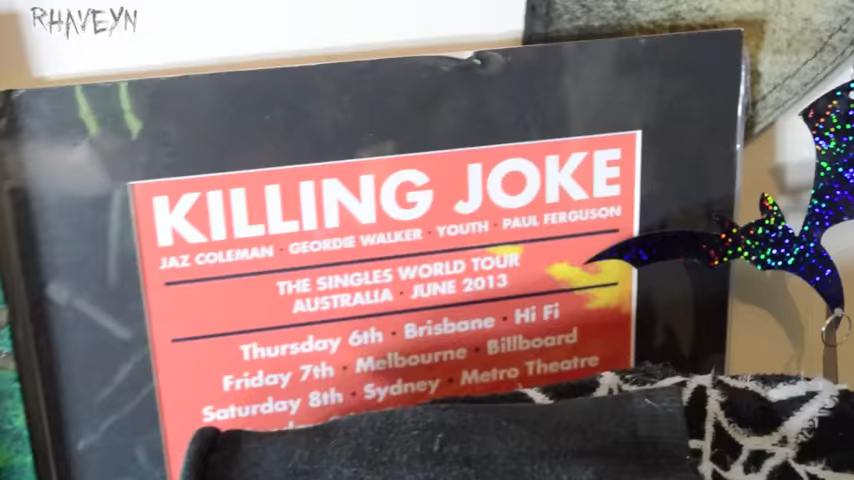 RHAVEYN
KILLING JOKE
JAZ COLEMAN · GEORDIE WALKER · YOUTH · PAUL FERGUSON
THE SINGLES WORLD TOUR
AUSTRALIA · JUNE 2013
Thursday 6th · Brisbane · Hi Fi
Friday 7th · Melbourne · Billboard
Saturday 8th · Sydney · Metro Theatre